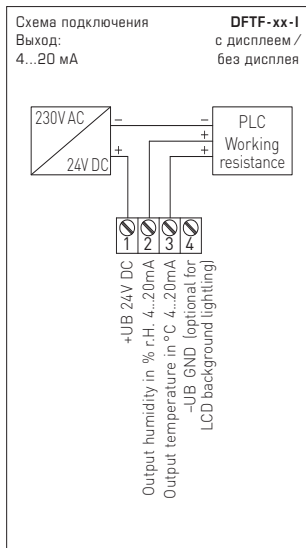 Схема подключения
DFTF-xx-I
Выход:
с дисплеем /
4...20 мА
без дисплея
230V AC
24V DC
–
–
+
+
+
PLC
Working
resistance
1 2 3 4
+UB 24V DC
Output humidity in % r.H. 4...20mA
Output temperature in °C 4...20mA
–UB GND (optional for
LCD background lightling)